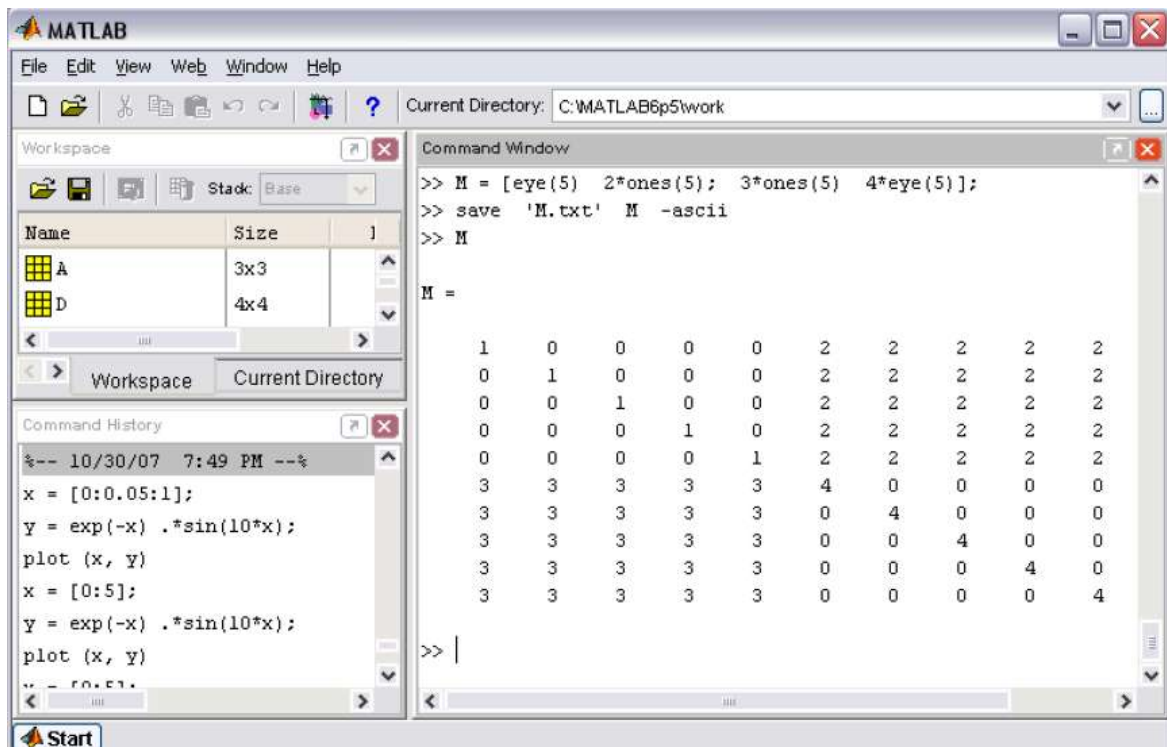 MATLAB
File Edit View Web Window Help
Current Directory: C:\MATLAB6p5\work
...
Workspace
Stack: Base
Name Size
A 3x3
D 4x4
Workspace Current Directory
Command History
%-- 10/30/07 7:49 PM --%
x = [0:0.05:1];
y = exp(-x) .*sin(10*x);
plot (x, y)
x = [0:5];
y = exp(-x) .*sin(10*x);
plot (x, y)
Command Window
>> M = [eye(5) 2*ones(5); 3*ones(5) 4*eye(5)];
>> save 'M.txt' M -ascii
>> M
M =
1 0 0 0 0 2 2 2 2 2
0 1 0 0 0 2 2 2 2 2
0 0 1 0 0 2 2 2 2 2
0 0 0 1 0 2 2 2 2 2
0 0 0 0 1 2 2 2 2 2
3 3 3 3 3 4 0 0 0 0
3 3 3 3 3 0 4 0 0 0
3 3 3 3 3 0 0 4 0 0
3 3 3 3 3 0 0 0 4 0
3 3 3 3 3 0 0 0 0 4
>>
Start